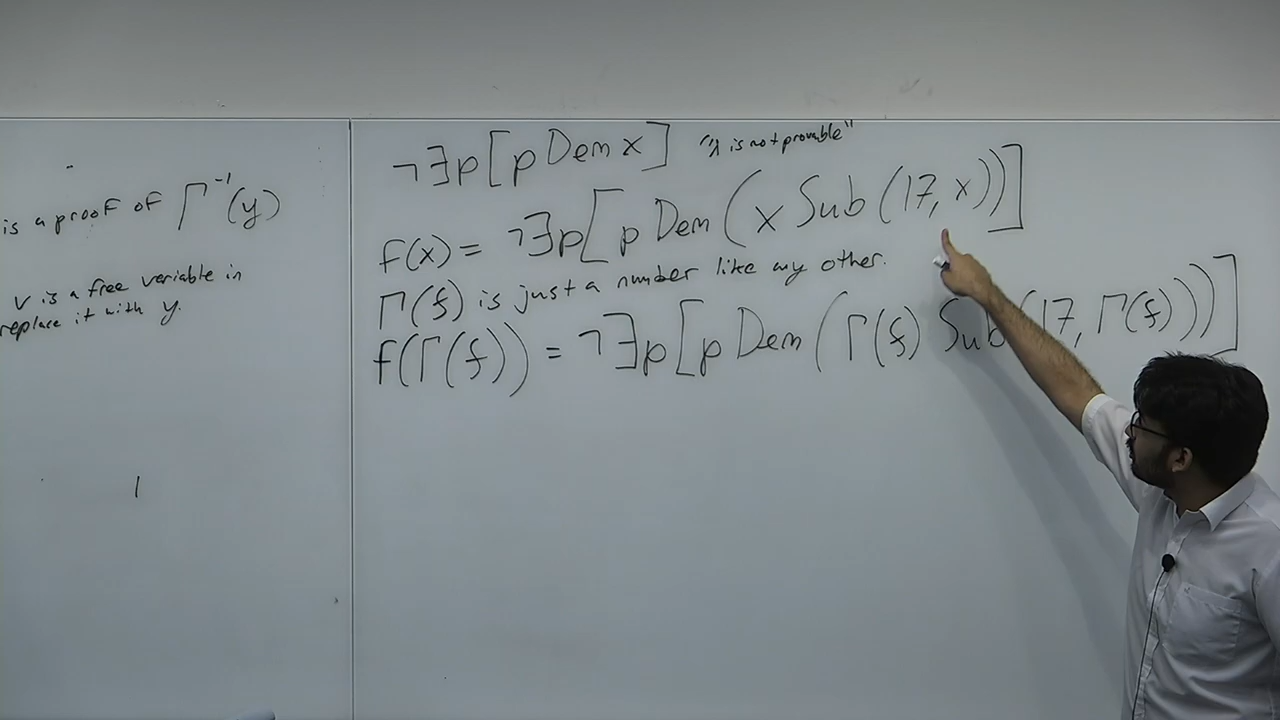 is a proof of Γ⁻¹(y)
v is a free variable in
replace it with y.
¬∃p[p Dem x] "x is not provable"
f(x) = ¬∃p[p Dem (x Sub (17, x))]
Γ(f) is just a number like any other.
f(Γ(f)) = ¬∃p[p Dem (Γ(f) Sub (17, Γ(f)))]